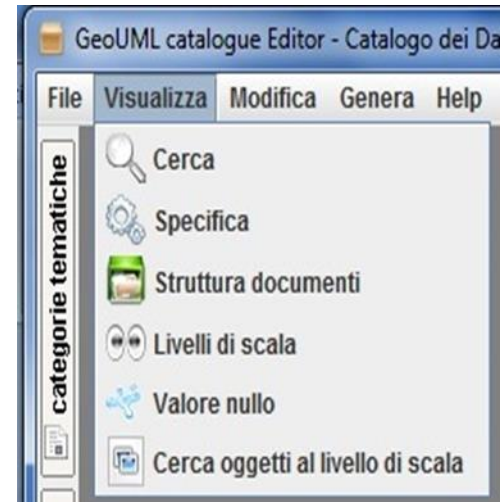 GeoUML catalogue Editor - Catalogo dei Da
File Visualizza Modifica Genera Help
categorie tematiche
Cerca
Specifica
Struttura documenti
Livelli di scala
Valore nullo
Cerca oggetti al livello di scala